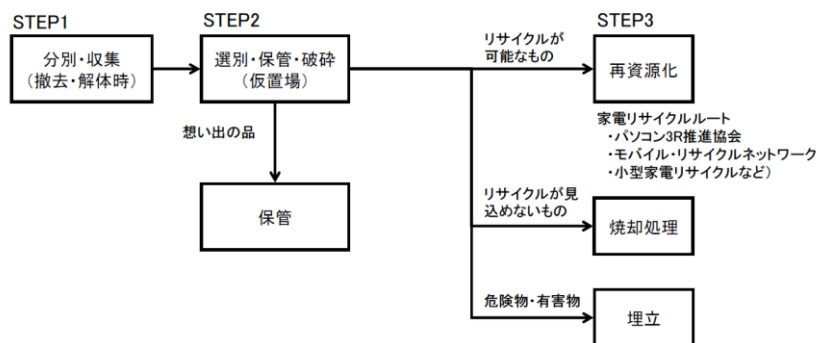 STEP1
分別・収集
(撤去・解体時)
STEP2
選別・保管・破砕
(仮置場)
想い出の品
保管
リサイクルが
可能なもの
STEP3
再資源化
家電リサイクルルート
・パソコン3R推進協会
・モバイル・リサイクルネットワーク
・小型家電リサイクルなど)
リサイクルが見
込めないもの
焼却処理
危険物・有害物
埋立